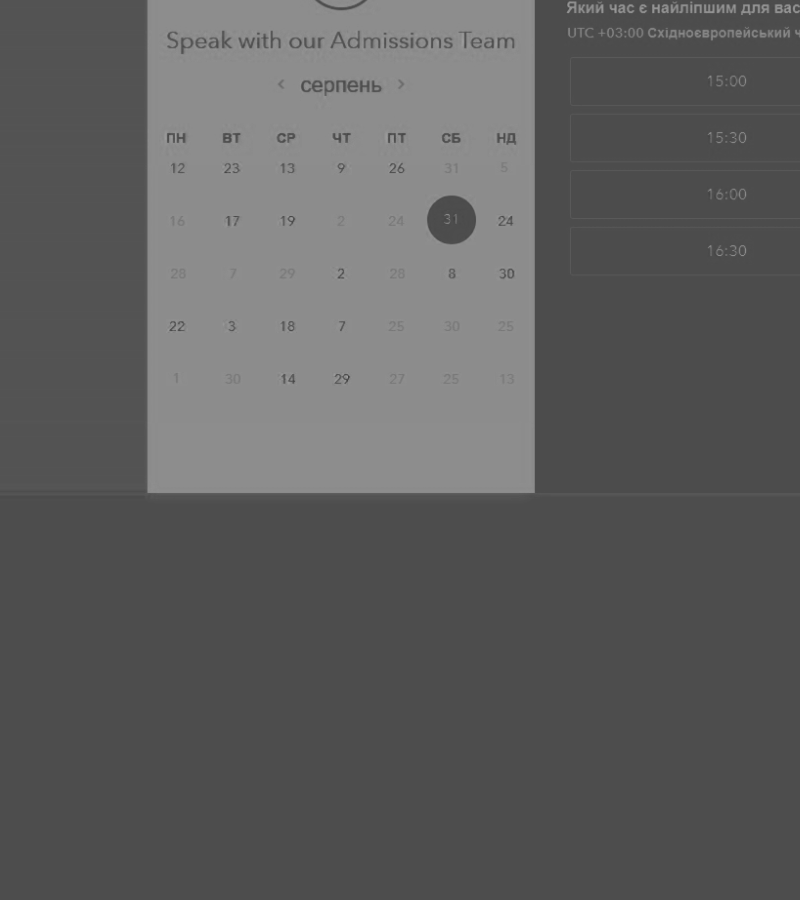 Speak with our Admissions Team
< серпень >
ПН ВТ СР ЧТ ПТ СБ НД
12 23 13 9 26 31 5
16 17 19 2 24 31 24
28 7 29 2 28 8 30
22 3 18 7 25 30 25
1 30 14 29 27 25 13
Який час є найліпшим для вас
UTC +03:00 Східноєвропейський ч
15:00
15:30
16:00
16:30